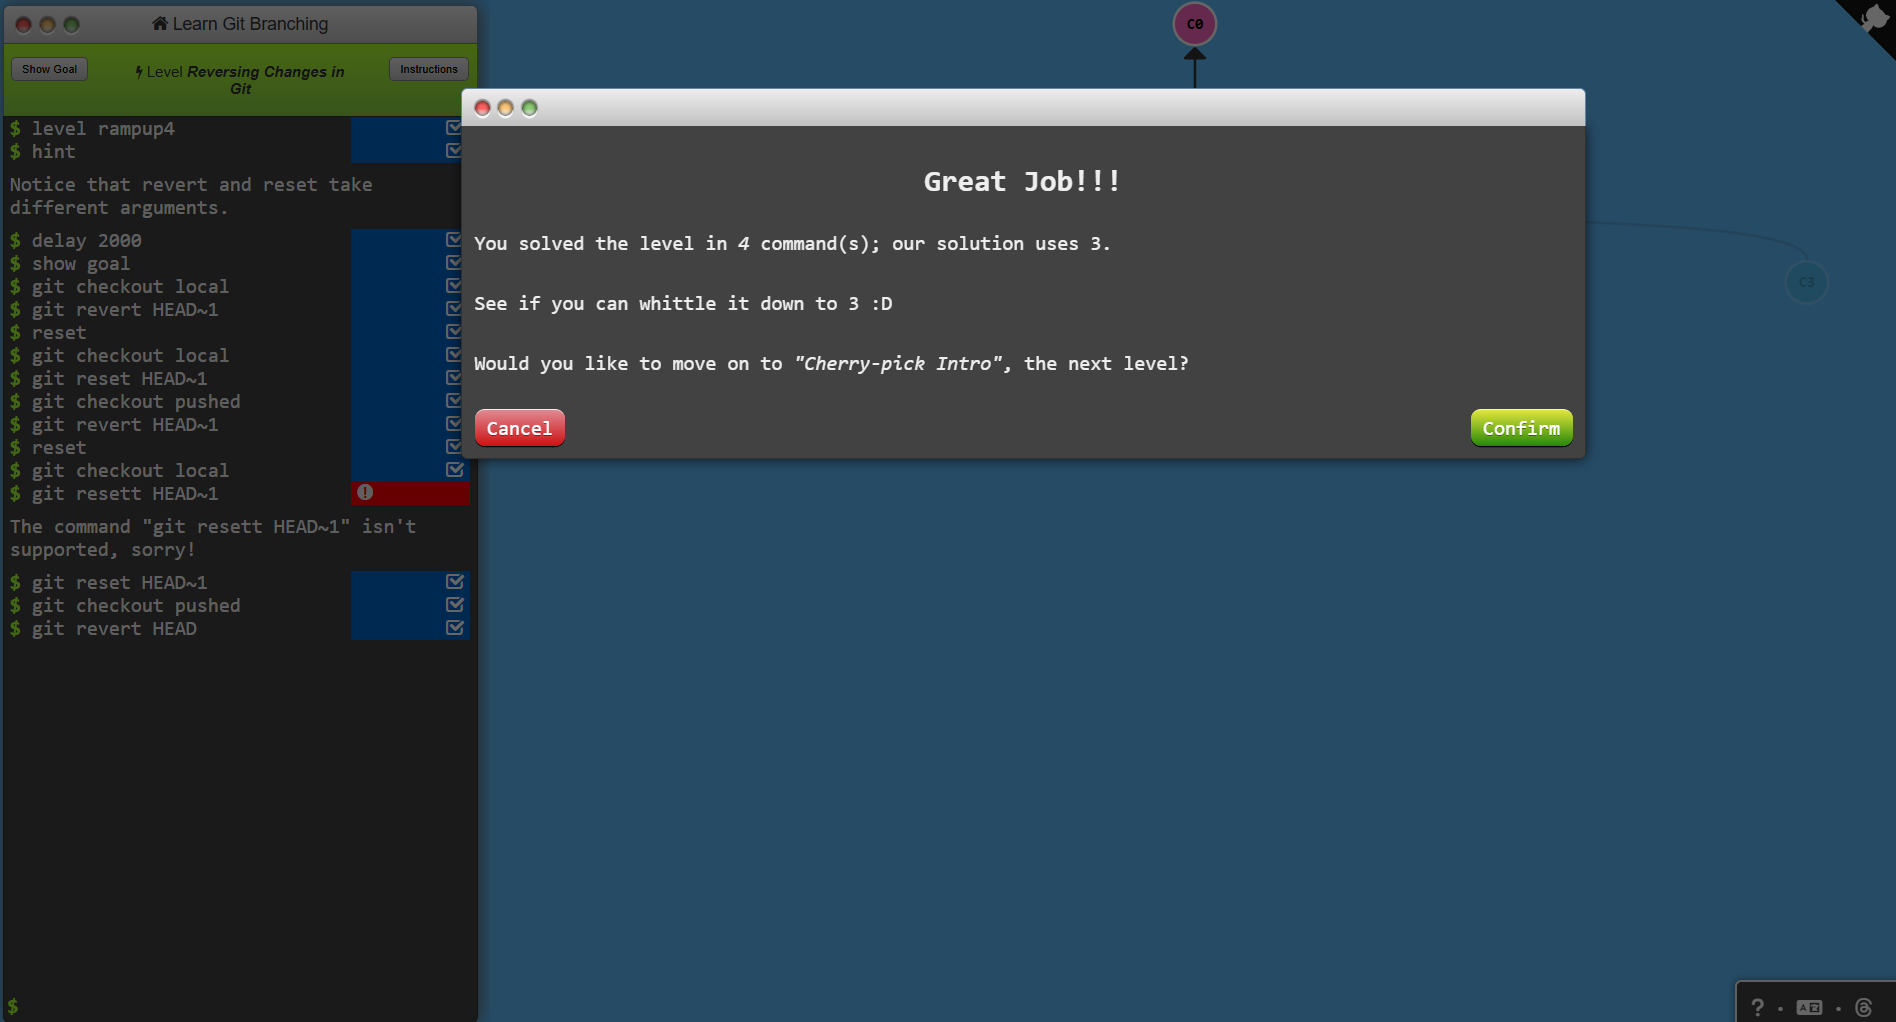 Learn Git Branching
Show Goal
Level Reversing Changes in
Git
Instructions
$ level rampup4
$ hint
Notice that revert and reset take
different arguments.
$ delay 2000
$ show goal
$ git checkout local
$ git revert HEAD~1
$ reset
$ git checkout local
$ git reset HEAD~1
$ git checkout pushed
$ git revert HEAD~1
$ reset
$ git checkout local
$ git resett HEAD~1
The command "git resett HEAD~1" isn't
supported, sorry!
$ git reset HEAD~1
$ git checkout pushed
$ git revert HEAD
$
C0
Great Job!!!
You solved the level in 4 command(s); our solution uses 3.
See if you can whittle it down to 3 :D
Would you like to move on to "Cherry-pick Intro", the next level?
Cancel
Confirm
C3
?